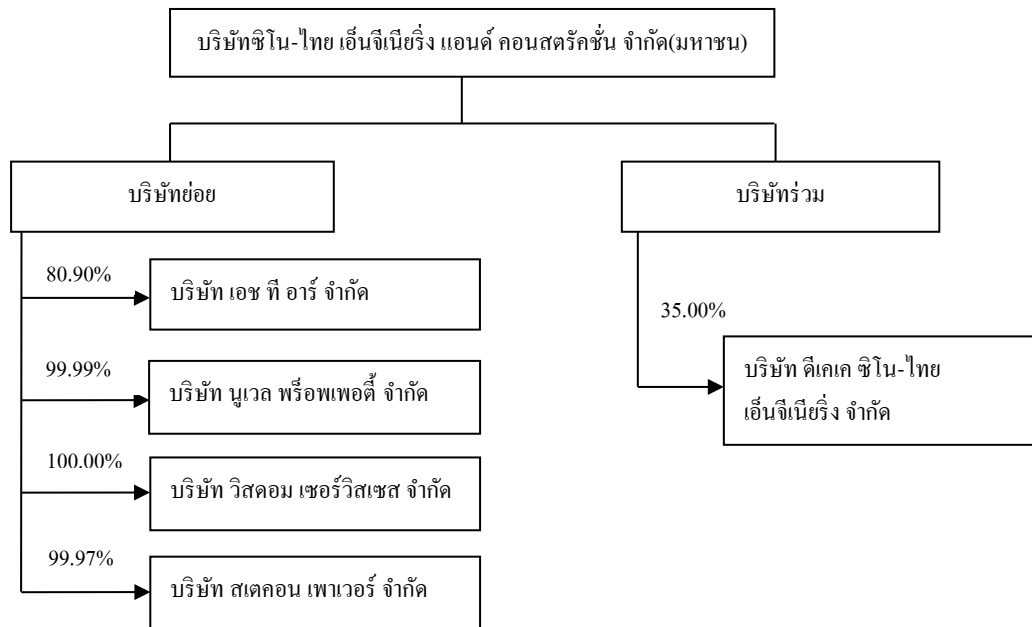 บริษัทซิโน-ไทย เอ็นจีเนียริ่ง แอนด์ คอนสตรัคชั่น จำกัด(มหาชน)
บริษัทย่อย
บริษัทร่วม
80.90%
บริษัท เอช ที อาร์ จำกัด
99.99%
บริษัท นูเวล พร็อพเพอตี้ จำกัด
100.00%
บริษัท วิสดอม เซอร์วิสเซส จำกัด
99.97%
บริษัท สเตคอน เพาเวอร์ จำกัด
35.00%
บริษัท ดีเคเค ซิโน-ไทย
เอ็นจีเนียริ่ง จำกัด